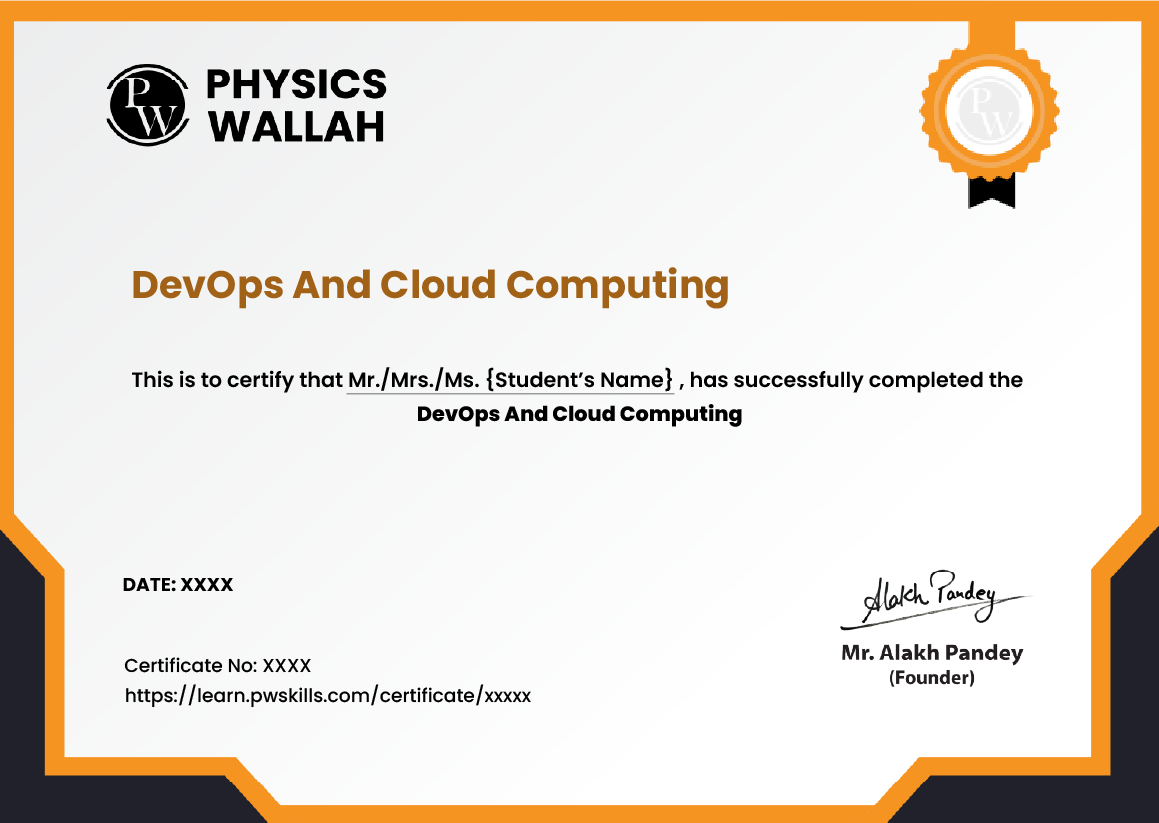 PW
PHYSICS
WALLAH
PW
DevOps And Cloud Computing
This is to certify that Mr./Mrs./Ms. {Student’s Name} , has successfully completed the
DevOps And Cloud Computing
DATE: XXXX
Certificate No: XXXX
https://learn.pwskills.com/certificate/xxxxx
Alakh Pandey
Mr. Alakh Pandey
(Founder)